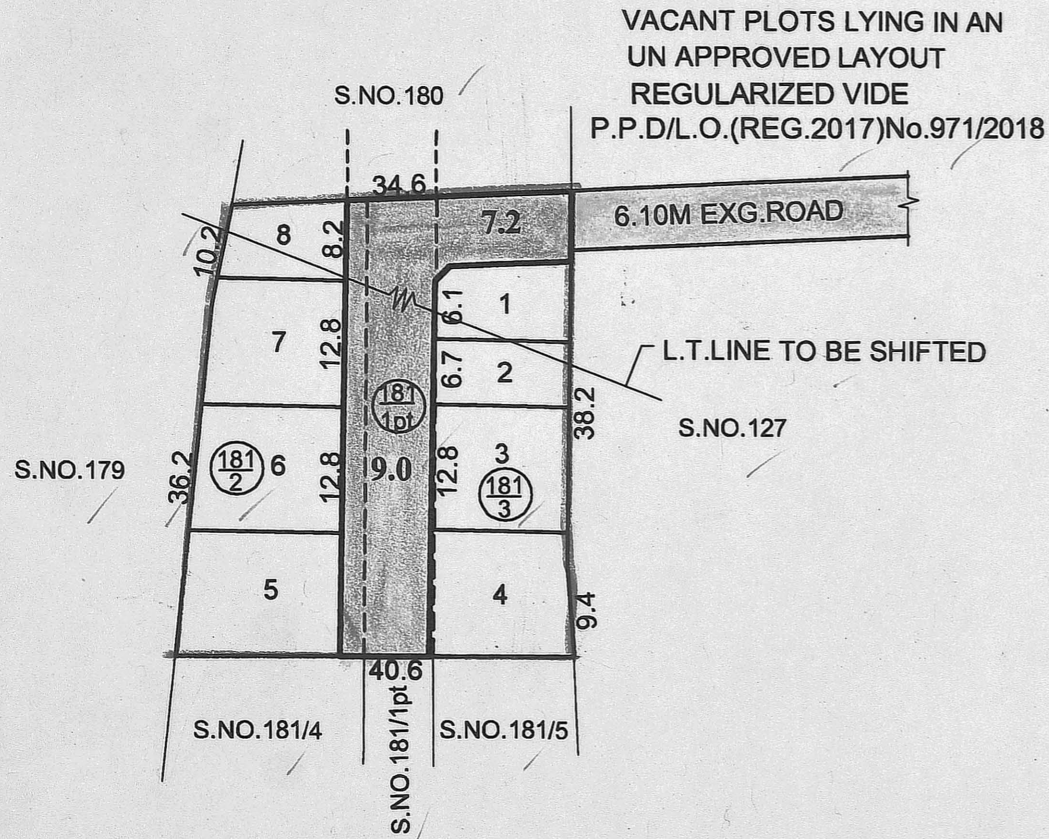 VACANT PLOTS LYING IN AN
UN APPROVED LAYOUT
REGULARIZED VIDE
P.P.D/L.O.(REG.2017)No.971/2018
S.NO.180
34.6
7.2
6.10M EXG.ROAD
8
8.2
10.2
1
6.1
7
12.8
2
6.7
L.T.LINE TO BE SHIFTED
181
1pt
38.2
S.NO.127
S.NO.179
36.2
181
2
6
12.8
9.0
12.8
3
181
3
5
4
9.4
40.6
S.NO.181/4
S.NO.181/1pt
S.NO.181/5